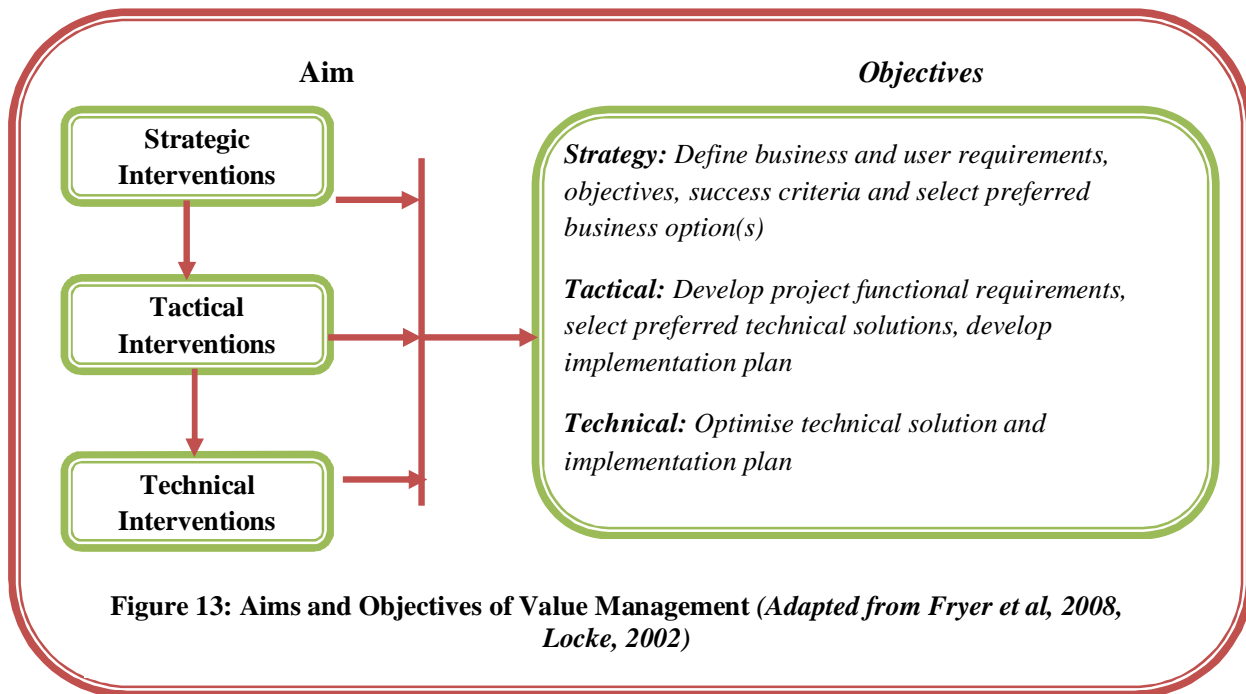 Aim
Strategic
Interventions
Tactical
Interventions
Technical
Interventions
Objectives
Strategy: Define business and user requirements,
objectives, success criteria and select preferred
business option(s)
Tactical: Develop project functional requirements,
select preferred technical solutions, develop
implementation plan
Technical: Optimise technical solution and
implementation plan
Figure 13: Aims and Objectives of Value Management (Adapted from Fryer et al, 2008,
Locke, 2002)